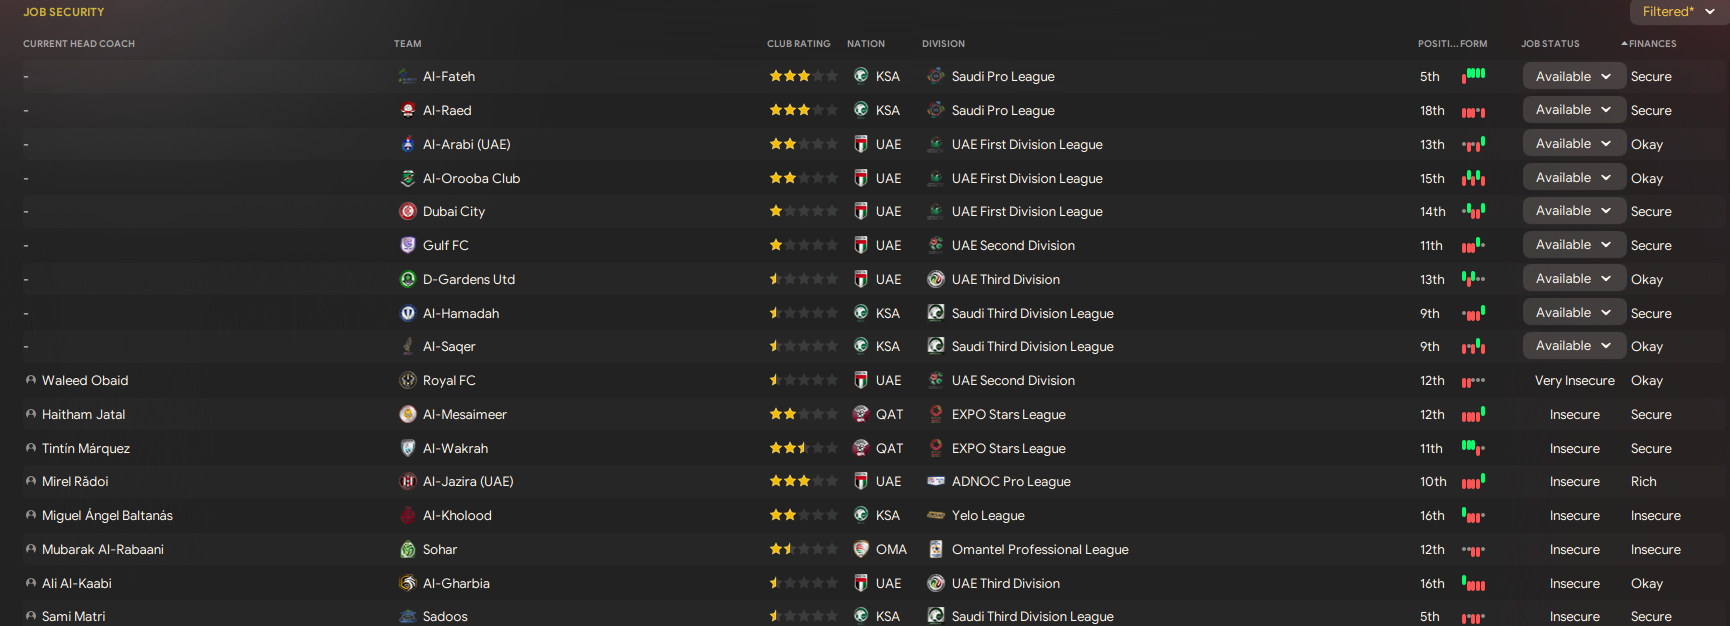 JOB SECURITY Filtered*
CURRENT HEAD COACH TEAM CLUB RATING NATION DIVISION POSITI... FORM JOB STATUS FINANCES
- Al-Fateh KSA Saudi Pro League 5th Available Secure
- Al-Raed KSA Saudi Pro League 18th Available Secure
- Al-Arabi (UAE) UAE UAE First Division League 13th Available Okay
- Al-Orooba Club UAE UAE First Division League 15th Available Okay
- Dubai City UAE UAE First Division League 14th Available Secure
- Gulf FC UAE UAE Second Division 11th Available Secure
- D-Gardens Utd UAE UAE Third Division 13th Available Okay
- Al-Hamadah KSA Saudi Third Division League 9th Available Secure
- Al-Saqer KSA Saudi Third Division League 9th Available Okay
Waleed Obaid Royal FC UAE UAE Second Division 12th Very Insecure Okay
Haitham Jatal Al-Mesaimeer QAT EXPO Stars League 12th Insecure Secure
Tintín Márquez Al-Wakrah QAT EXPO Stars League 11th Insecure Secure
Mirel Rădoi Al-Jazira (UAE) UAE ADNOC Pro League 10th Insecure Rich
Miguel Ángel Baltanás Al-Kholood KSA Yelo League 16th Insecure Insecure
Mubarak Al-Rabaani Sohar OMA Omantel Professional League 12th Insecure Insecure
Ali Al-Kaabi Al-Gharbia UAE UAE Third Division 16th Insecure Okay
Sami Matri Sadoos KSA Saudi Third Division League 5th Insecure Secure